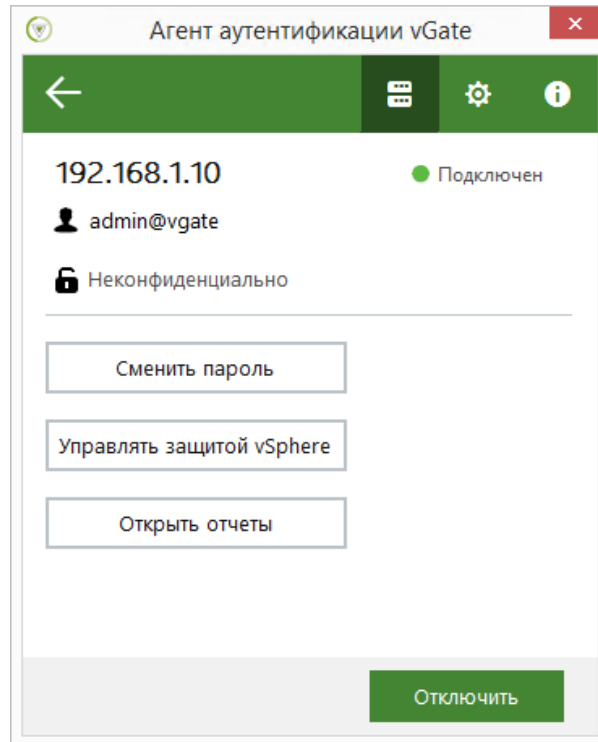 Агент аутентификации vGate
192.168.1.10
Подключен
admin@vgate
Неконфиденциально
Сменить пароль
Управлять защитой vSphere
Открыть отчеты
Отключить